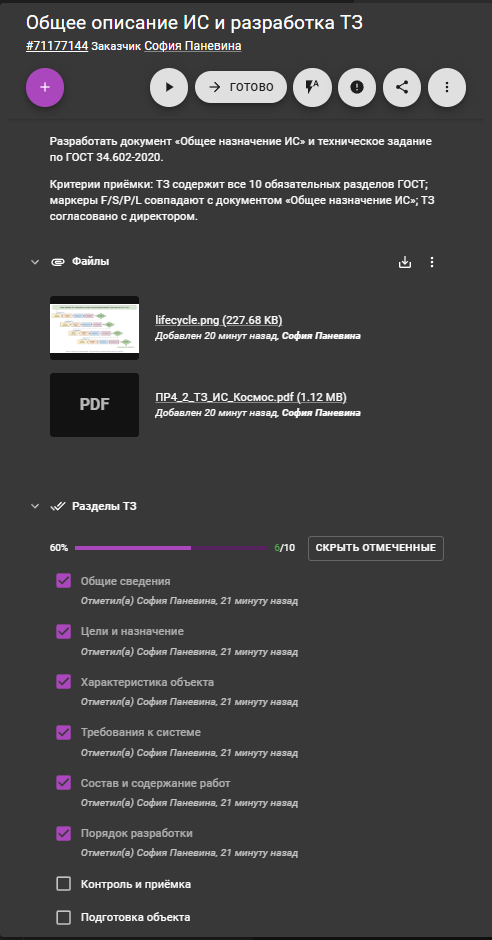 Общее описание ИС и разработка ТЗ
#71177144 Заказчик София Паневина
ГОТОВО
Разработать документ «Общее назначение ИС» и техническое задание
по ГОСТ 34.602-2020.
Критерии приёмки: ТЗ содержит все 10 обязательных разделов ГОСТ;
маркеры F/S/P/L совпадают с документом «Общее назначение ИС»; ТЗ
согласовано с директором.
Файлы
lifecycle.png (227.68 KB)
Добавлен 20 минут назад, София Паневина
PDF
ПР4_2_ТЗ_ИС_Космос.pdf (1.12 MB)
Добавлен 20 минут назад, София Паневина
Разделы ТЗ
60% 6/10 СКРЫТЬ ОТМЕЧЕННЫЕ
Общие сведения
Отметил(а) София Паневина, 21 минуту назад
Цели и назначение
Отметил(а) София Паневина, 21 минуту назад
Характеристика объекта
Отметил(а) София Паневина, 21 минуту назад
Требования к системе
Отметил(а) София Паневина, 21 минуту назад
Состав и содержание работ
Отметил(а) София Паневина, 21 минуту назад
Порядок разработки
Отметил(а) София Паневина, 21 минуту назад
Контроль и приёмка
Подготовка объекта